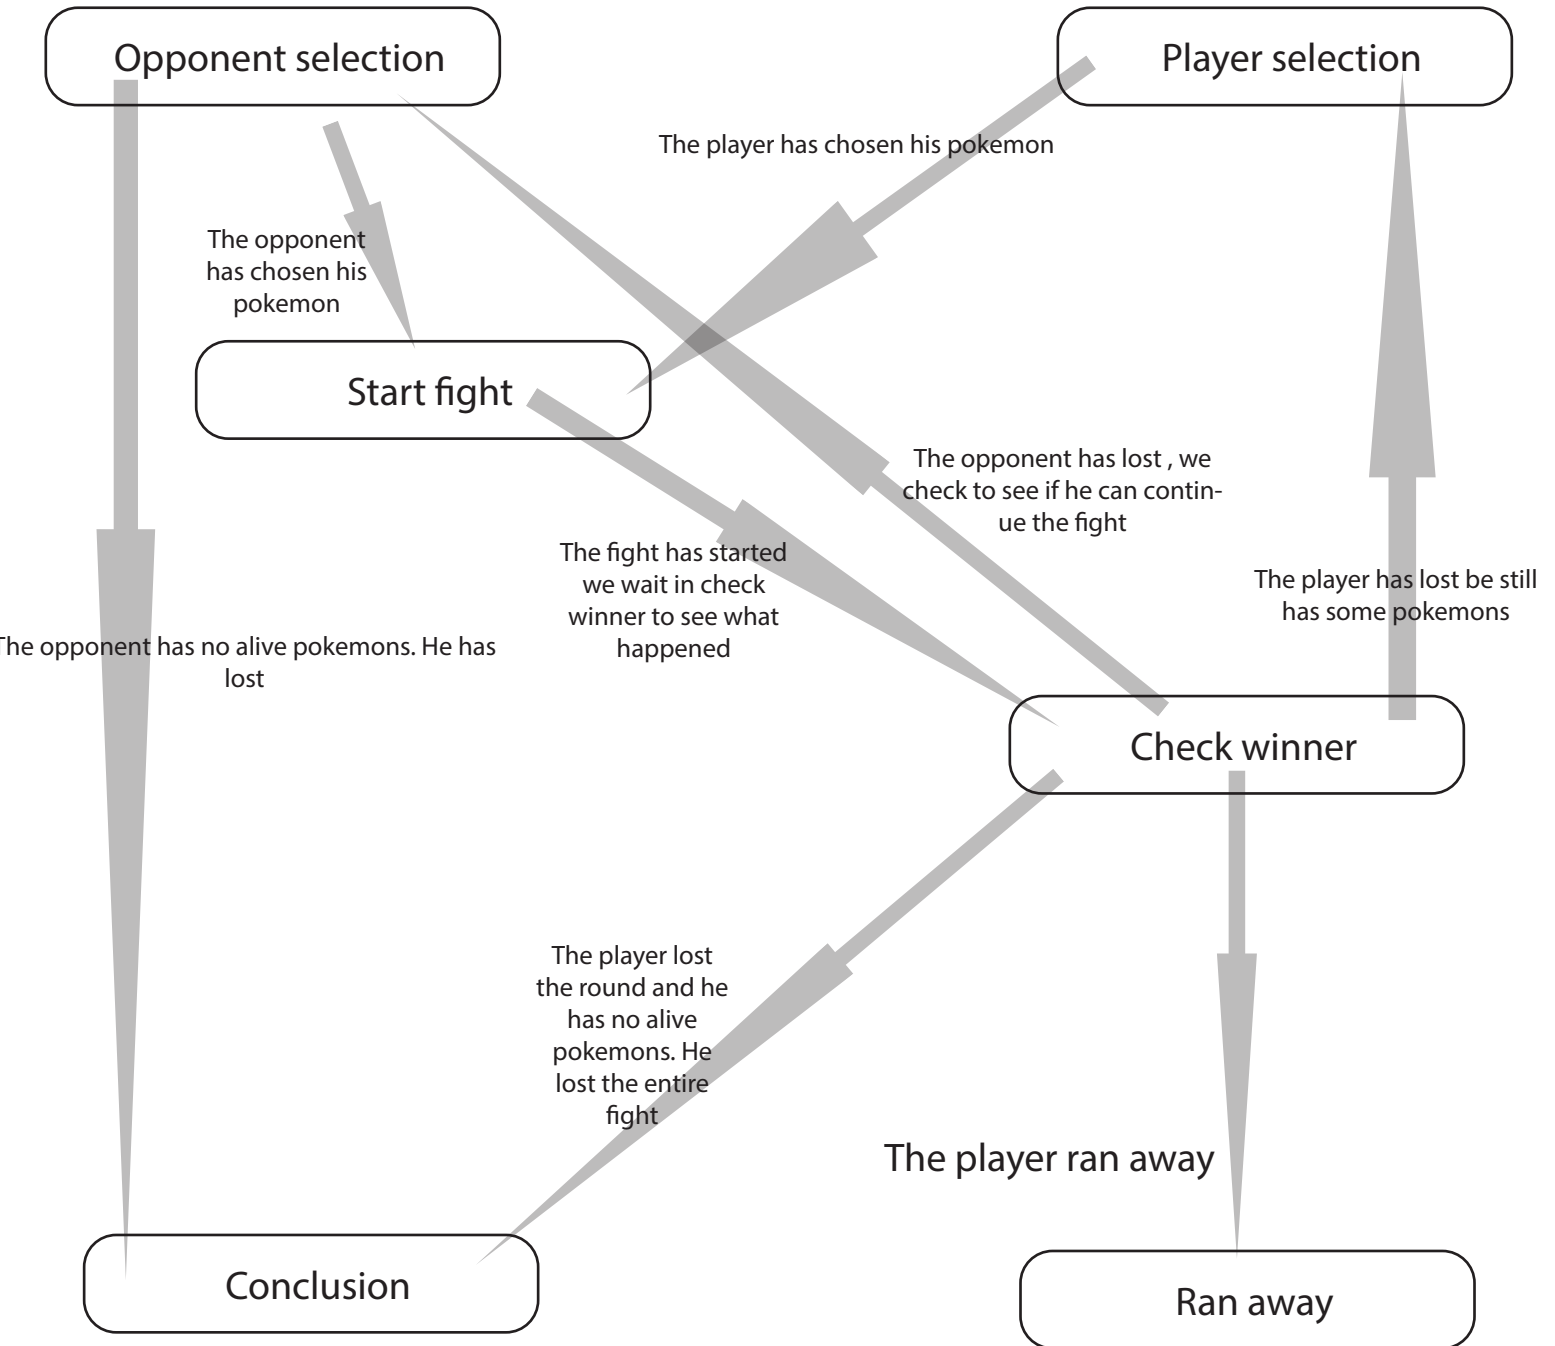 Opponent selection
Player selection
The player has chosen his pokemon
The opponent
has chosen his
pokemon
Start fight
The opponent has lost , we
check to see if he can contin-
ue the fight
The fight has started
we wait in check
winner to see what
happened
The player has lost be still
has some pokemons
The opponent has no alive pokemons. He has
lost
Check winner
The player lost
the round and he
has no alive
pokemons. He
lost the entire
fight
The player ran away
Conclusion
Ran away